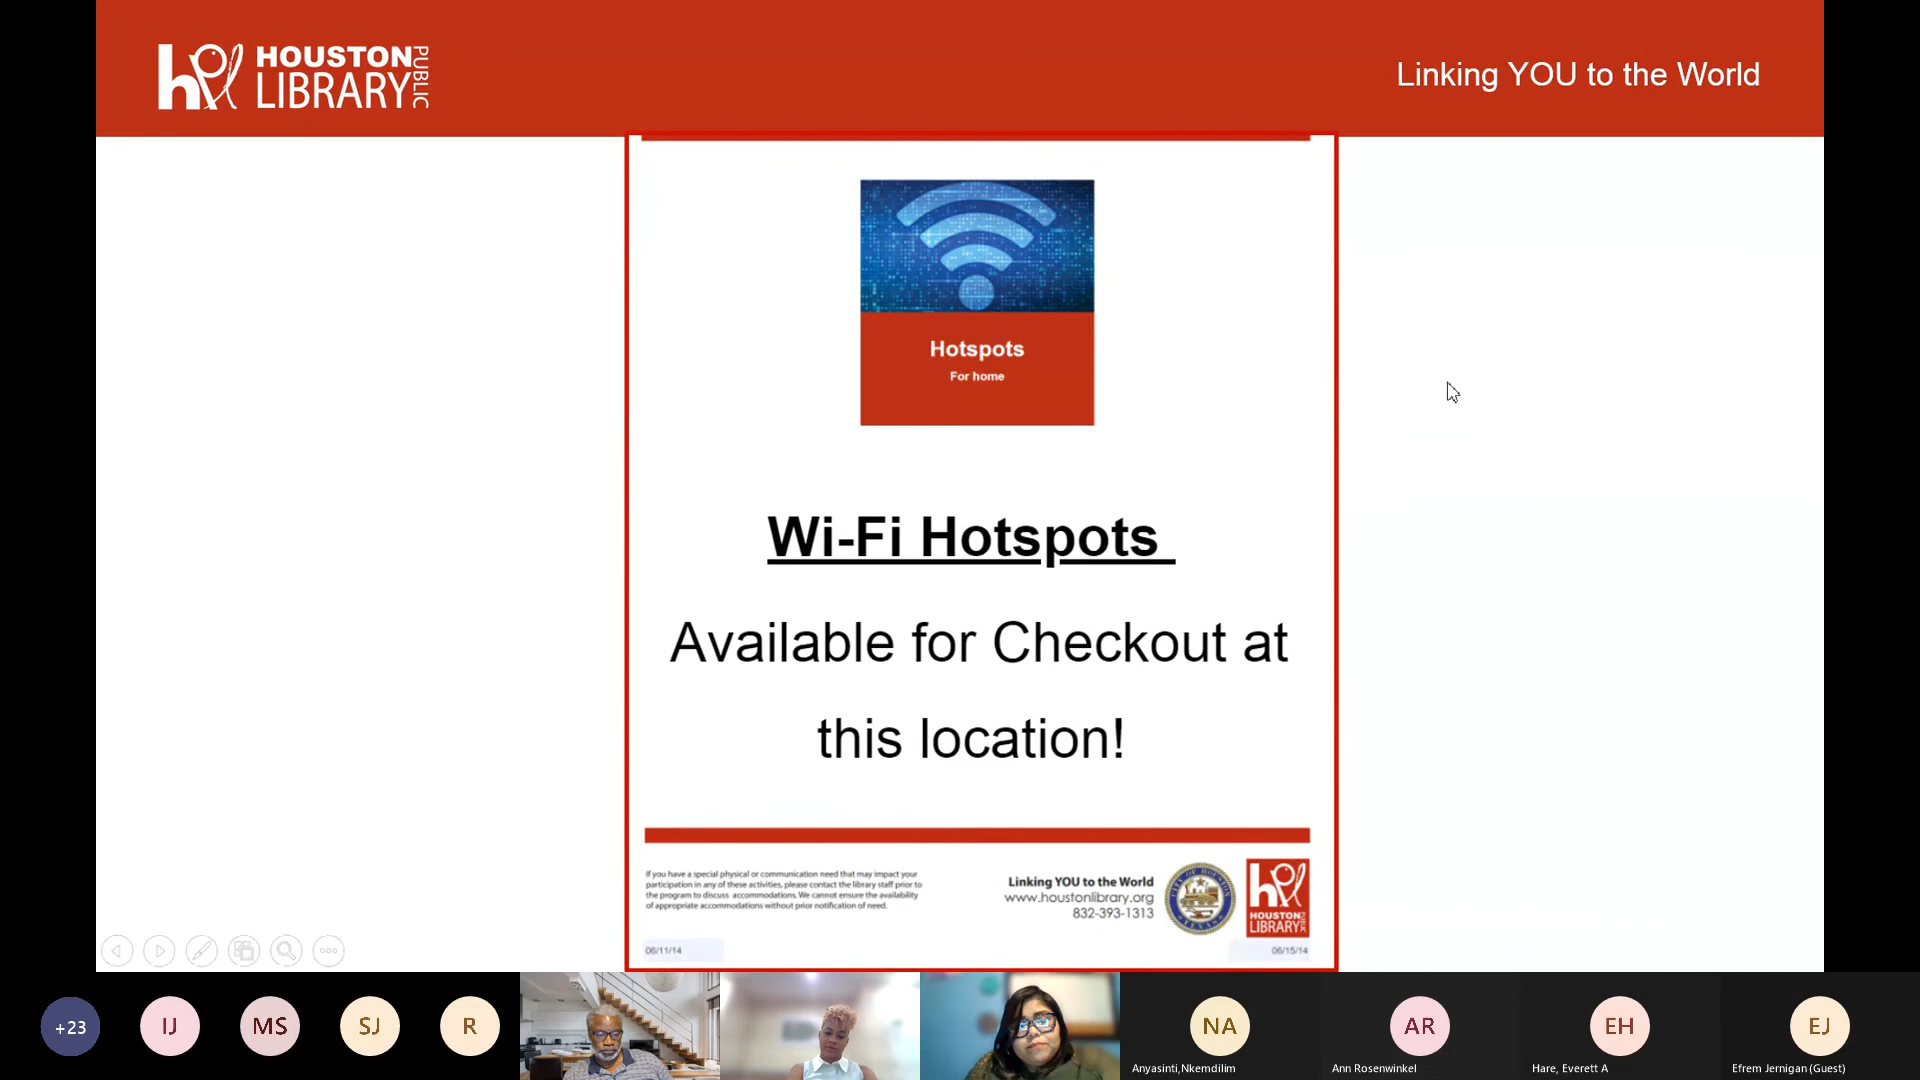 HOUSTON
LIBRARY
PUBLIC
Linking YOU to the World
Hotspots
For home
Wi-Fi Hotspots
Available for Checkout at
this location!
If you have a special physical or communication need that may impact your
participation in any of these activities, please contact the library staff prior to
the program to discuss accommodations. We cannot ensure the availability
of appropriate accommodations without prior notification of need.
Linking YOU to the World
www.houstonlibrary.org
832-393-1313
CITY OF HOUSTON
TEXAS
HOUSTON
LIBRARY
PUBLIC
06/11/14
06/15/14
+23
IJ
MS
SJ
R
NA
AR
EH
EJ
Anyasinti,Nkemdilim
Ann Rosenwinkel
Hare, Everett A
Efrem Jernigan (Guest)